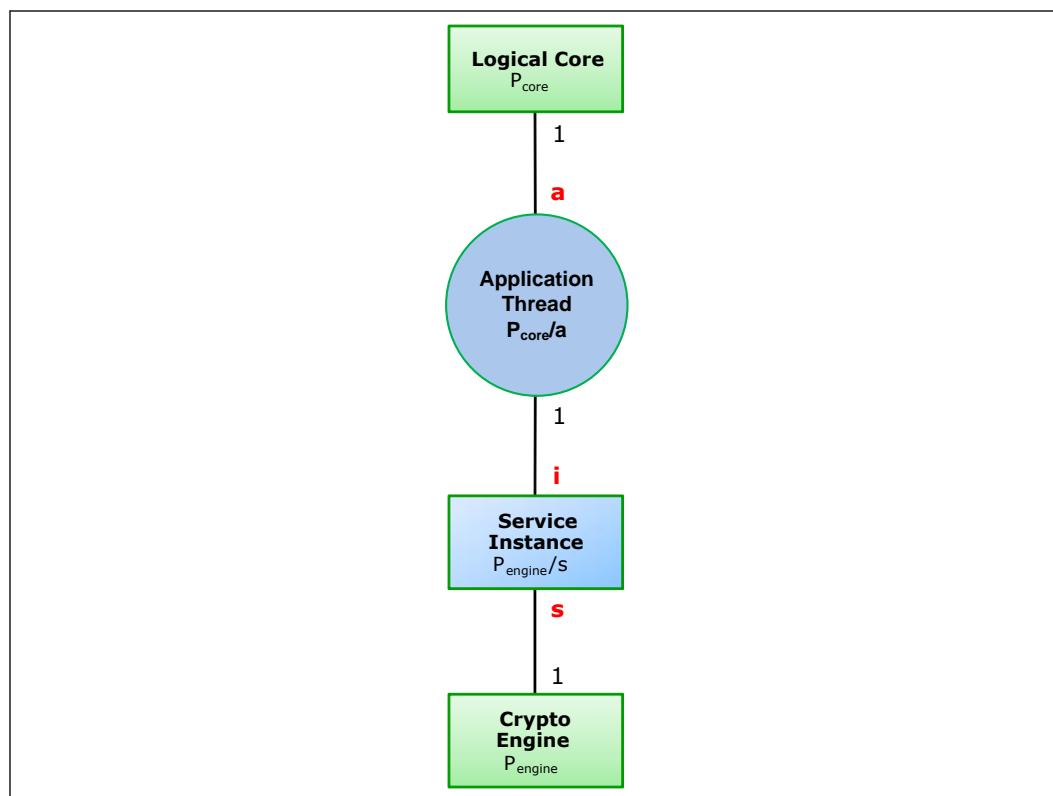 Logical Core
Pcore
1
a
Application
Thread
Pcore/a
1
i
Service
Instance
Pengine/s
s
1
Crypto
Engine
Pengine